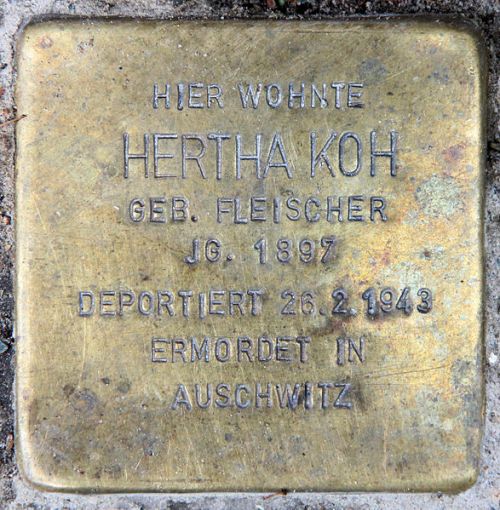 HIER WOHNTE
HERTHA KOH
GEB. FLEISCHER
JG. 1897
DEPORTIERT 26.2.1943
ERMORDET IN
AUSCHWITZ